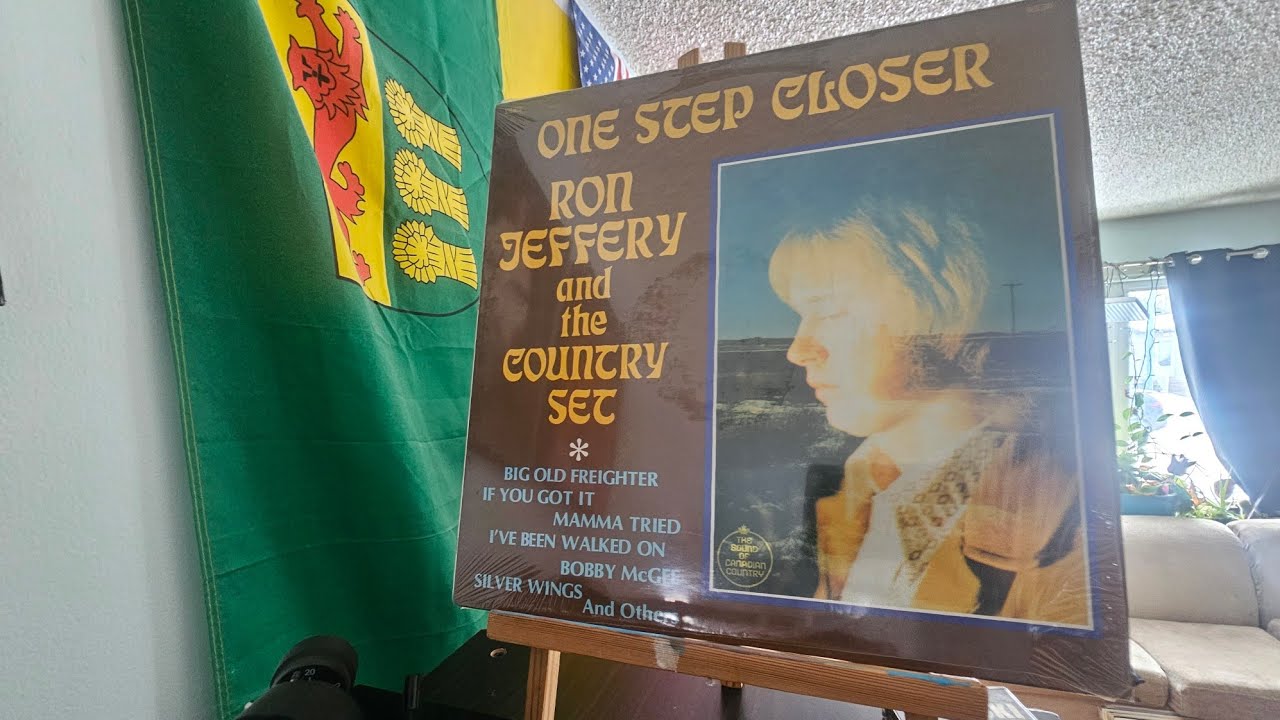 ONE STEP CLOSER
RON
JEFFERY
and
the
COUNTRY
SET
*
BIG OLD FREIGHTER
IF YOU GOT IT
MAMMA TRIED
I'VE BEEN WALKED ON
BOBBY McGEE
SILVER WINGS
And Others
THE
SOUND
OF
CANADIAN
COUNTRY
20